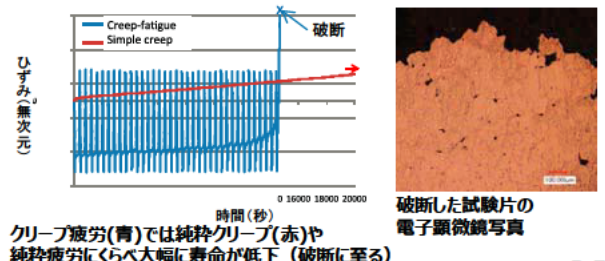 Creep-fatigue
Simple creep
破断
ひずみ(無次元)
0 16000 18000 20000
時間(秒)
100.00μm
クリープ疲労(青)では純粋クリープ(赤)や
純粋疲労にくらべ大幅に寿命が低下(破断に至る)
破断した試験片の
電子顕微鏡写真